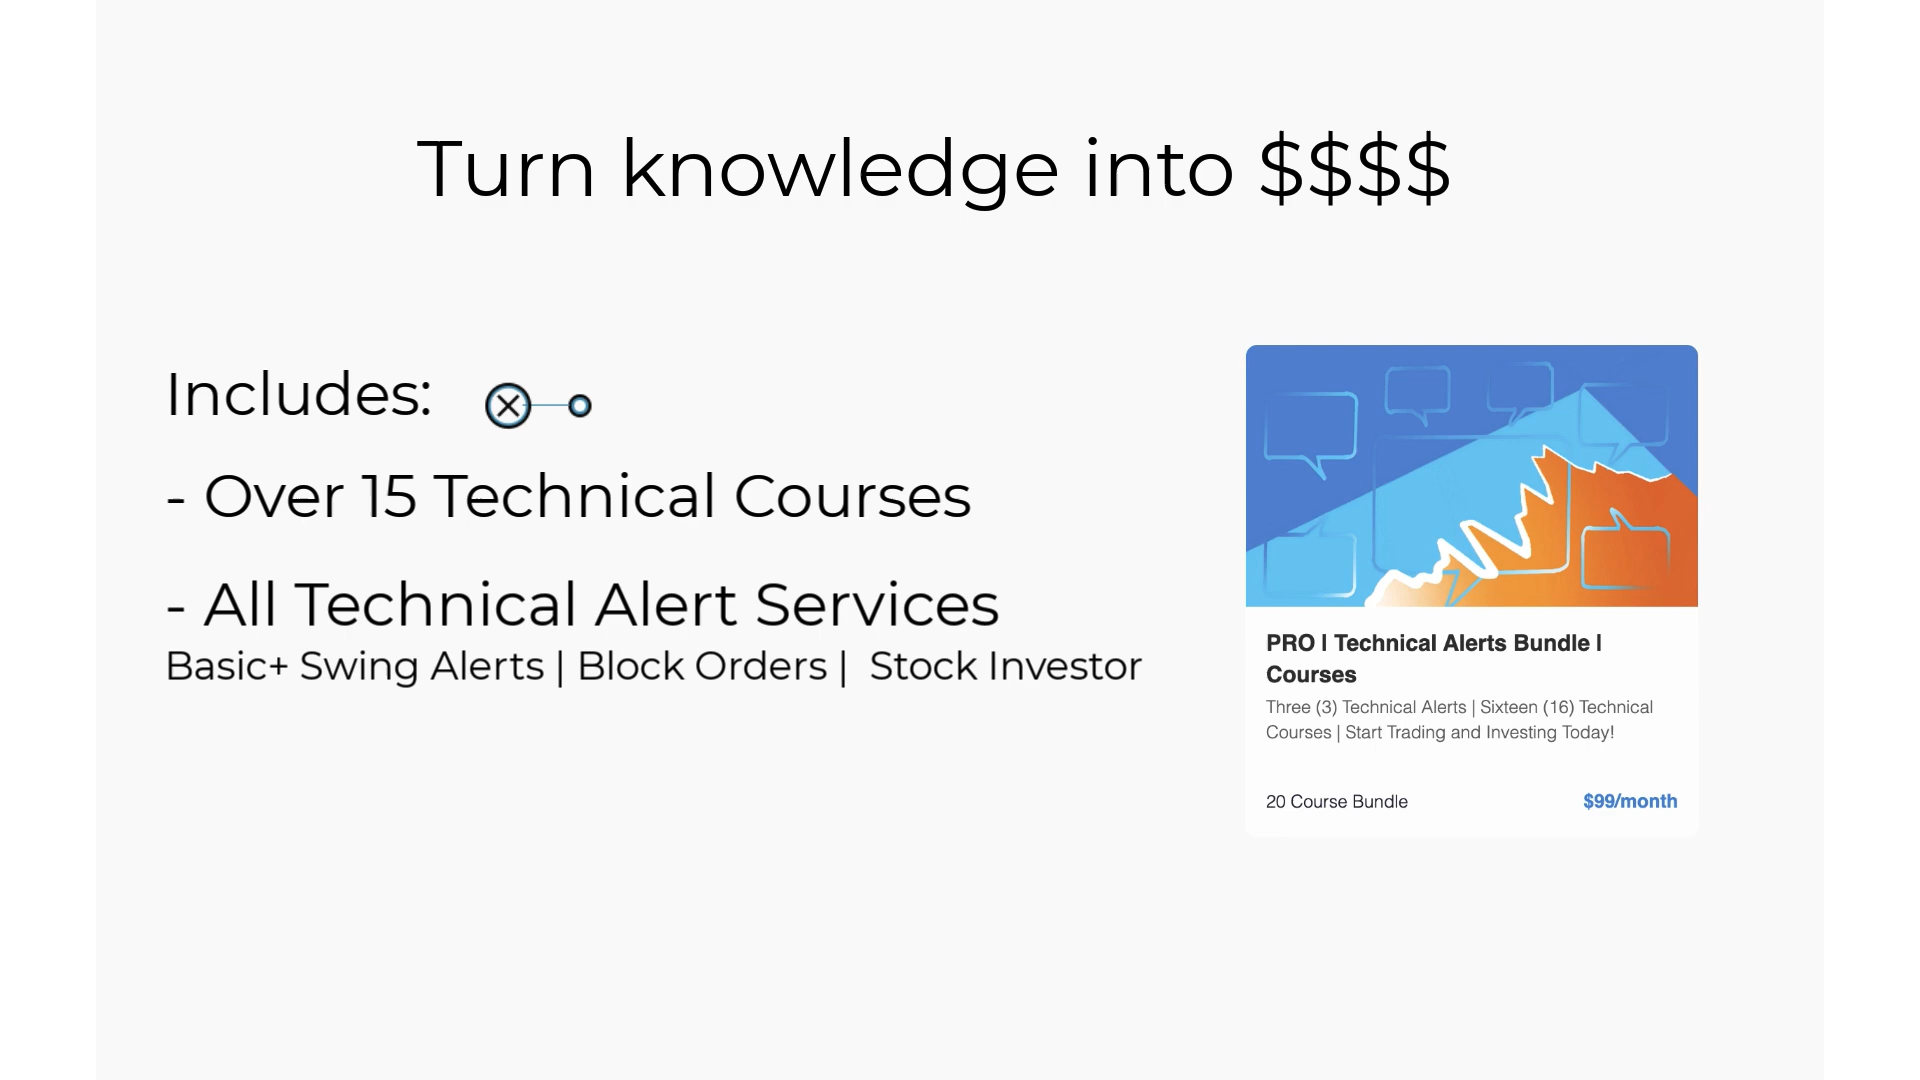 Turn knowledge into $$$$
Includes:
- Over 15 Technical Courses
- All Technical Alert Services
Basic+ Swing Alerts | Block Orders |  Stock Investor
PRO l Technical Alerts Bundle l
Courses
Three (3) Technical Alerts | Sixteen (16) Technical
Courses | Start Trading and Investing Today!
20 Course Bundle
$99/month